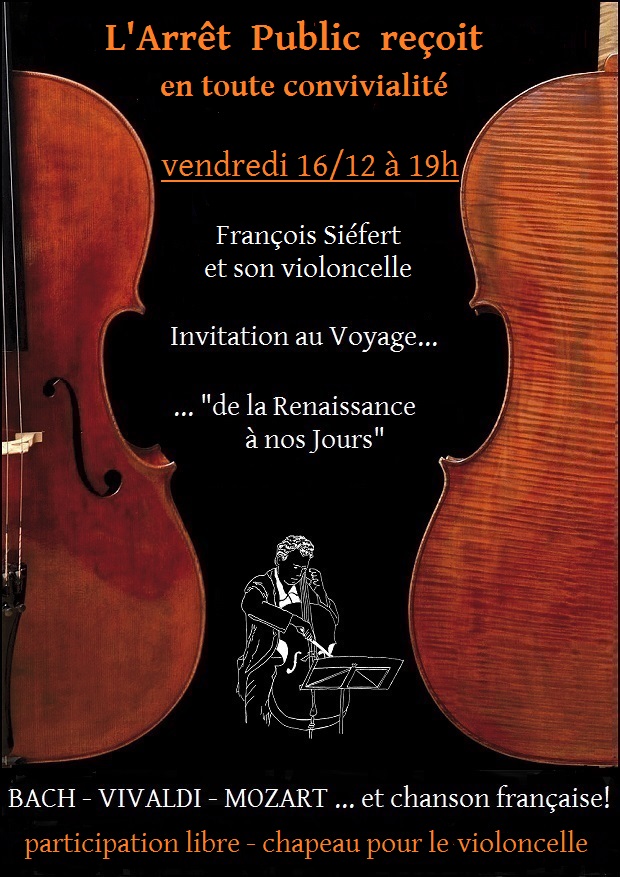 L'Arrêt Public reçoit
en toute convivialité
vendredi 16/12 à 19h
François Siéfert
et son violoncelle
Invitation au Voyage...
... "de la Renaissance
à nos Jours"
BACH - VIVALDI - MOZART ... et chanson française!
participation libre - chapeau pour le violoncelle